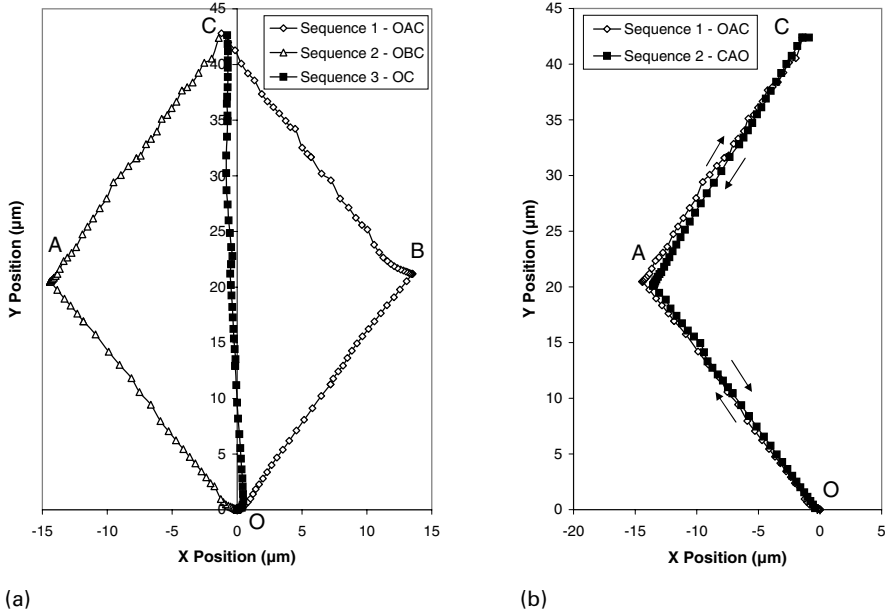 C
Sequence 1 - OAC
Sequence 2 - OBC
Sequence 3 - OC
45
40
35
30
25
20
15
10
5
0
A
B
O
Y Position (µm)
-15
-10
-5
0
5
10
15
X Position (µm)
(a)
Sequence 1 - OAC
Sequence 2 - CAO
C
45
40
35
30
25
20
15
10
5
0
A
O
Y Position (µm)
-20
-15
-10
-5
0
5
X Position (µm)
(b)